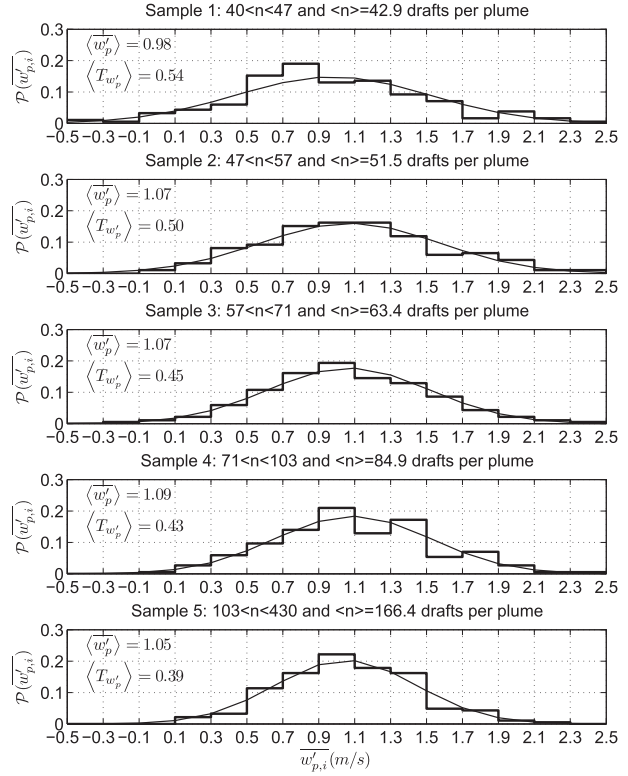 Sample 1: 40<n<47 and <n>=42.9 drafts per plume
0.3
0.2
0.1
0
𝒫(w′p,i)
⟨w′p⟩ = 0.98
⟨Tw′p⟩ = 0.54
−0.5 −0.3 −0.1 0.1 0.3 0.5 0.7 0.9 1.1 1.3 1.5 1.7 1.9 2.1 2.3 2.5
Sample 2: 47<n<57 and <n>=51.5 drafts per plume
0.3
0.2
0.1
0
𝒫(w′p,i)
⟨w′p⟩ = 1.07
⟨Tw′p⟩ = 0.50
−0.5 −0.3 −0.1 0.1 0.3 0.5 0.7 0.9 1.1 1.3 1.5 1.7 1.9 2.1 2.3 2.5
Sample 3: 57<n<71 and <n>=63.4 drafts per plume
0.3
0.2
0.1
0
𝒫(w′p,i)
⟨w′p⟩ = 1.07
⟨Tw′p⟩ = 0.45
−0.5 −0.3 −0.1 0.1 0.3 0.5 0.7 0.9 1.1 1.3 1.5 1.7 1.9 2.1 2.3 2.5
Sample 4: 71<n<103 and <n>=84.9 drafts per plume
0.3
0.2
0.1
0
𝒫(w′p,i)
⟨w′p⟩ = 1.09
⟨Tw′p⟩ = 0.43
−0.5 −0.3 −0.1 0.1 0.3 0.5 0.7 0.9 1.1 1.3 1.5 1.7 1.9 2.1 2.3 2.5
Sample 5: 103<n<430 and <n>=166.4 drafts per plume
0.3
0.2
0.1
0
𝒫(w′p,i)
⟨w′p⟩ = 1.05
⟨Tw′p⟩ = 0.39
−0.5 −0.3 −0.1 0.1 0.3 0.5 0.7 0.9 1.1 1.3 1.5 1.7 1.9 2.1 2.3 2.5
w′p,i(m/s)